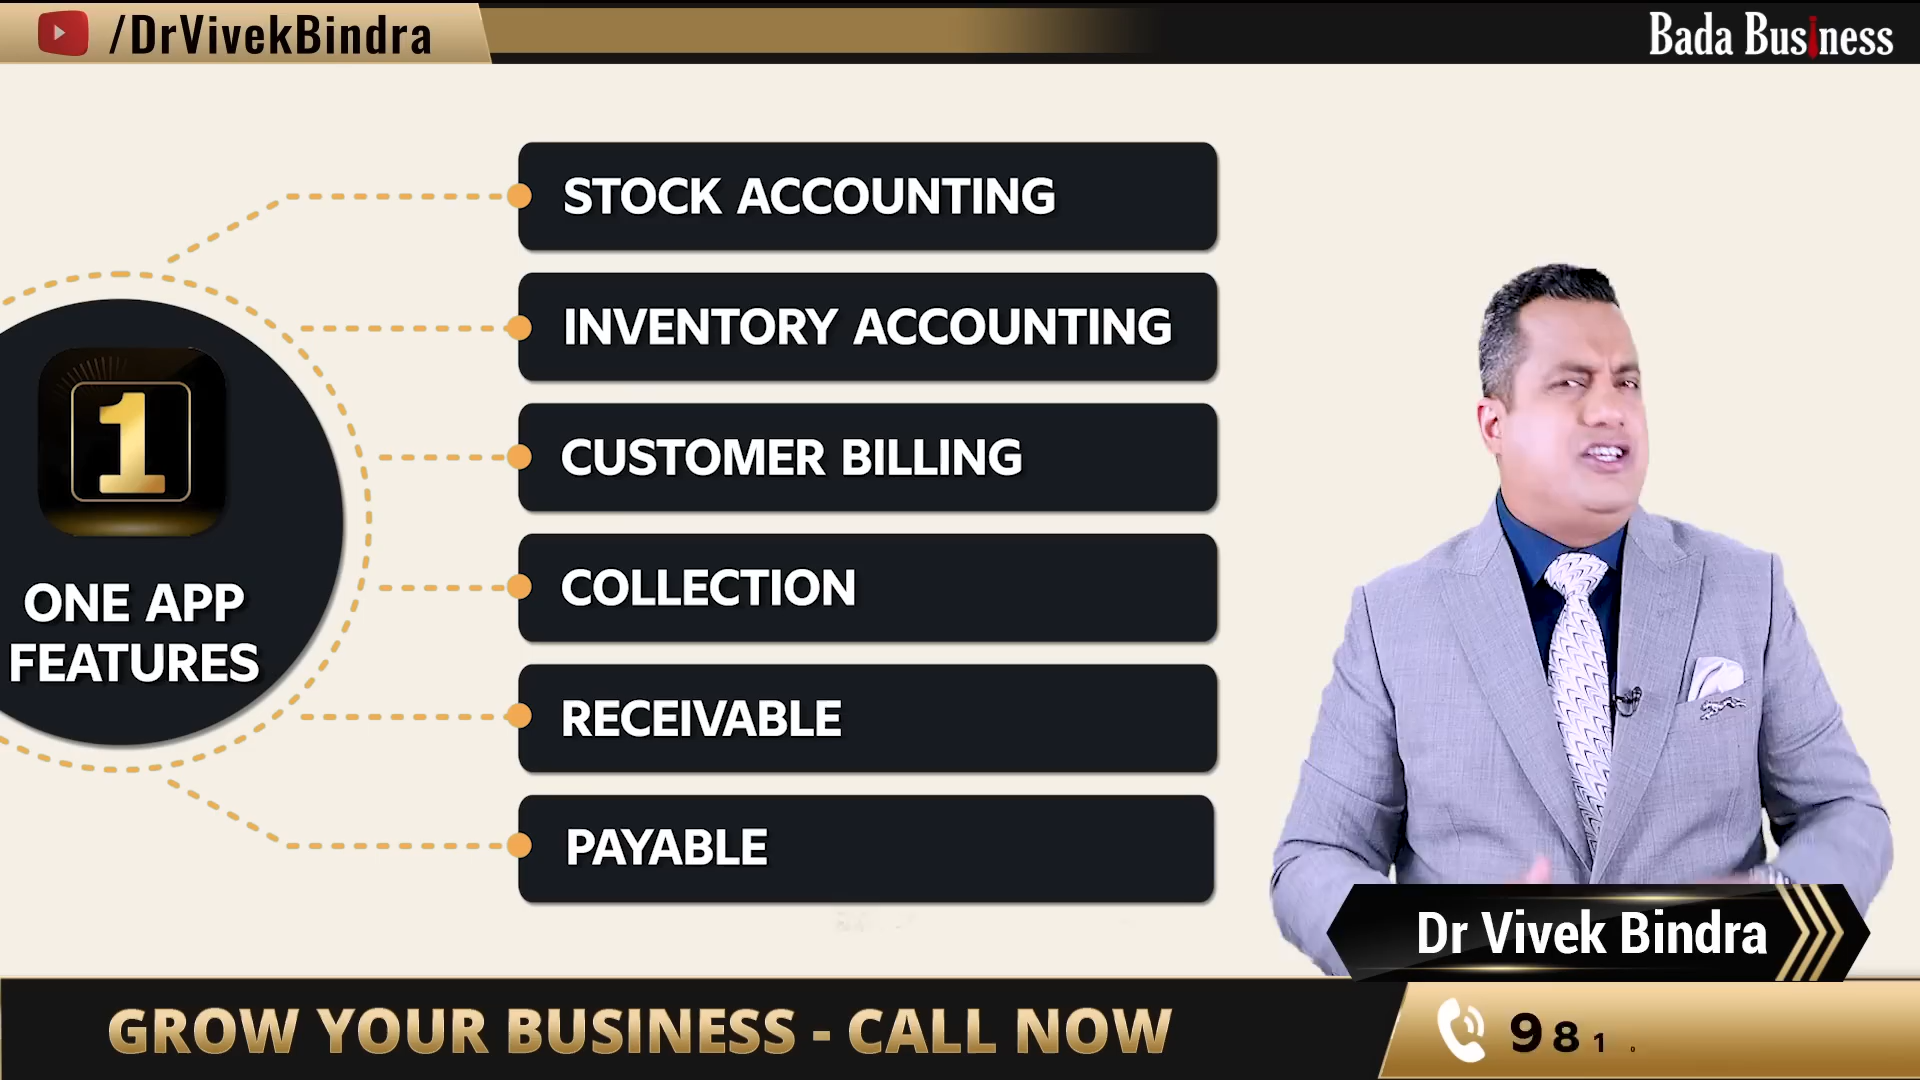 /DrVivekBindra
Bada Business
STOCK ACCOUNTING
INVENTORY ACCOUNTING
CUSTOMER BILLING
COLLECTION
RECEIVABLE
PAYABLE
1
ONE APP
FEATURES
Dr Vivek Bindra
GROW YOUR BUSINESS - CALL NOW
981